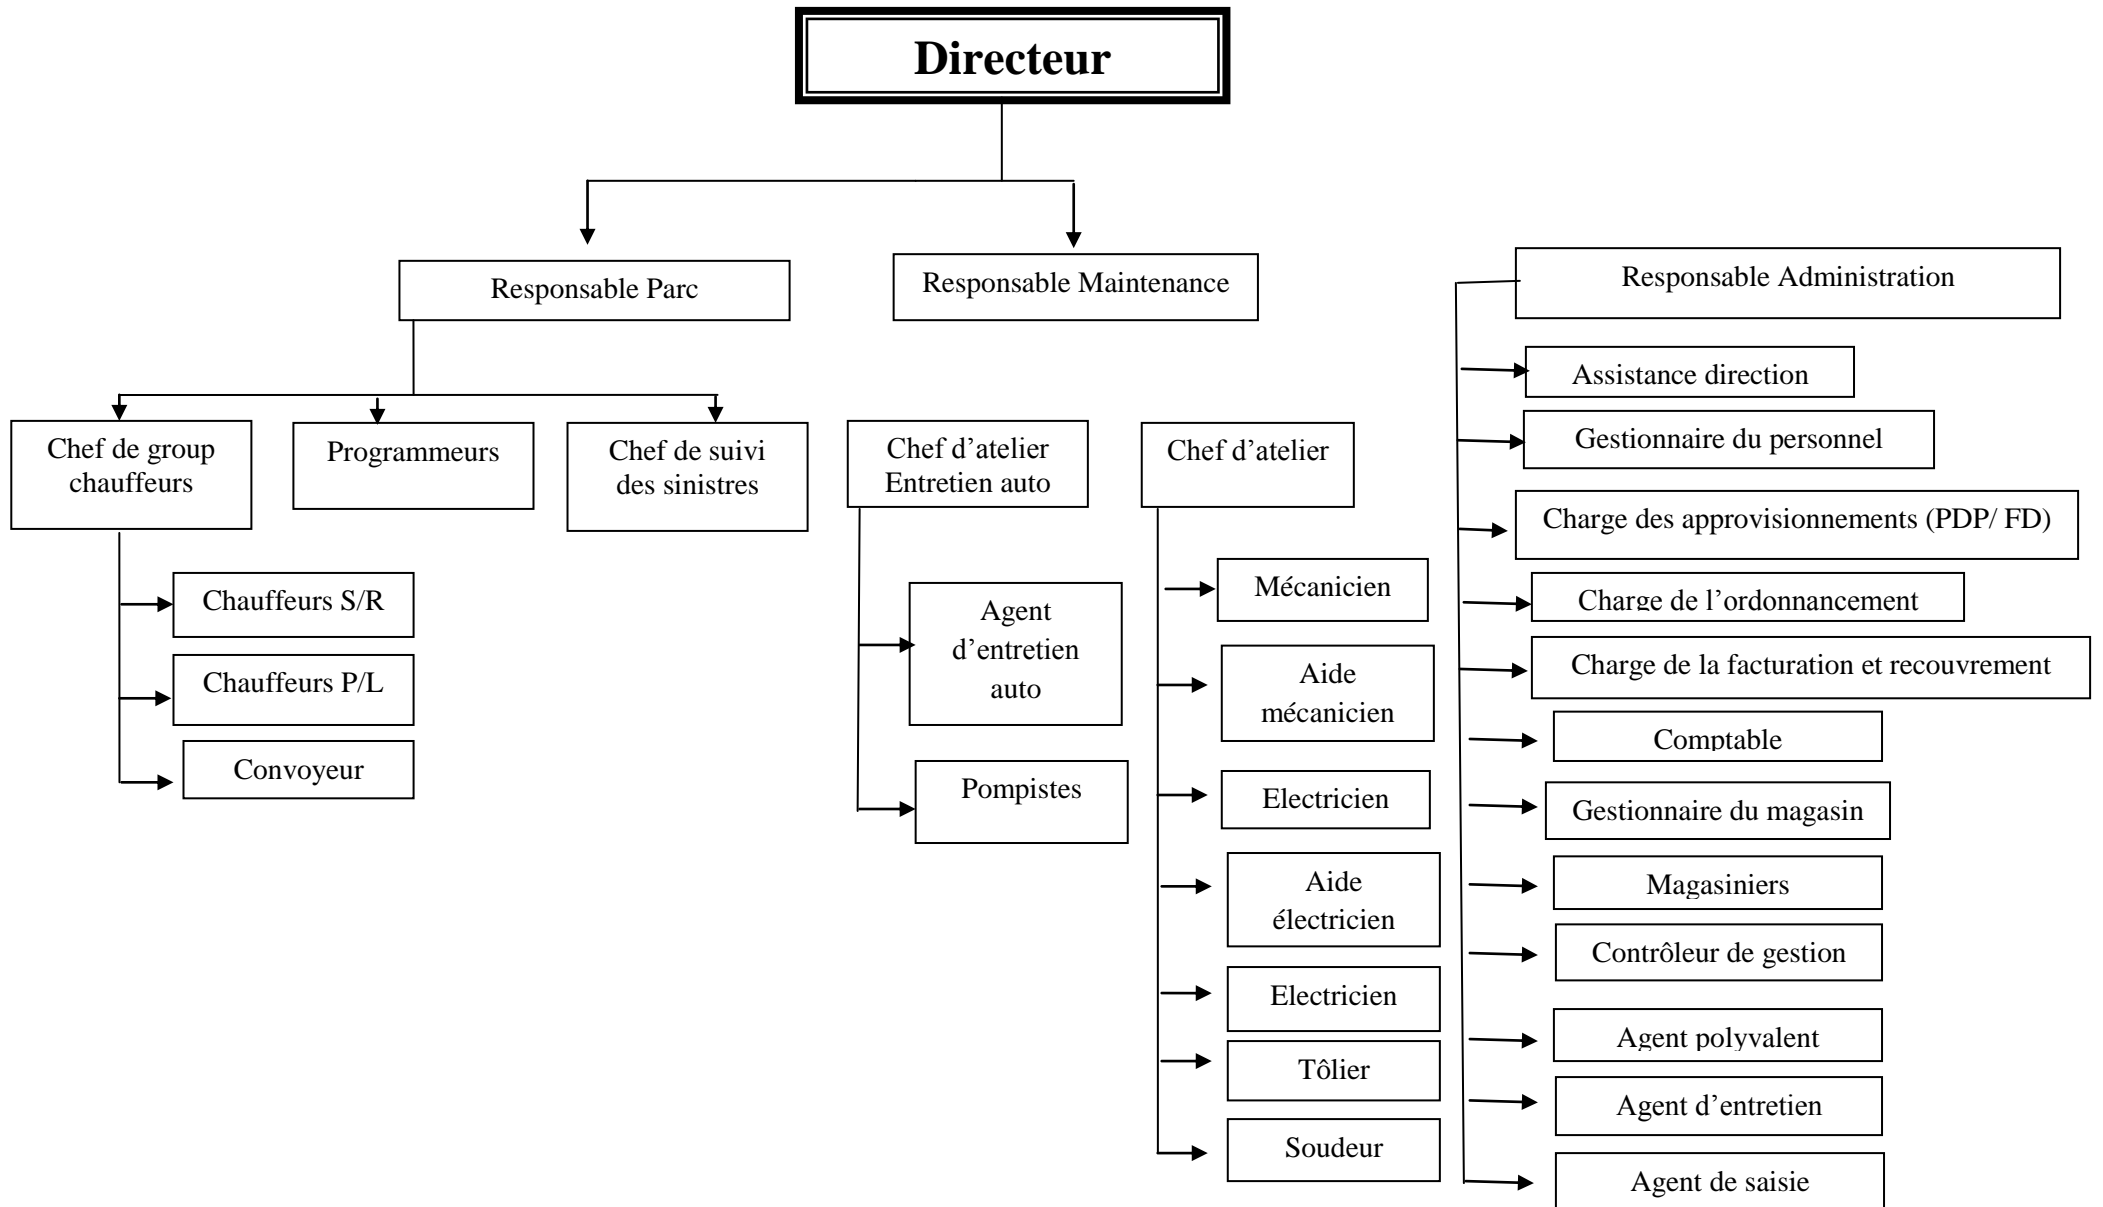 Directeur
Responsable Parc
Responsable Maintenance
Responsable Administration
Chef de group
chauffeurs
Programmeurs
Chef de suivi
des sinistres
Chauffeurs S/R
Chauffeurs P/L
Convoyeur
Chef d’atelier
Entretien auto
Agent
d’entretien
auto
Pompistes
Chef d’atelier
Mécanicien
Aide
mécanicien
Electricien
Aide
électricien
Electricien
Tôlier
Soudeur
Assistance direction
Gestionnaire du personnel
Charge des approvisionnements (PDP/ FD)
Charge de l’ordonnancement
Charge de la facturation et recouvrement
Comptable
Gestionnaire du magasin
Magasiniers
Contrôleur de gestion
Agent polyvalent
Agent d’entretien
Agent de saisie